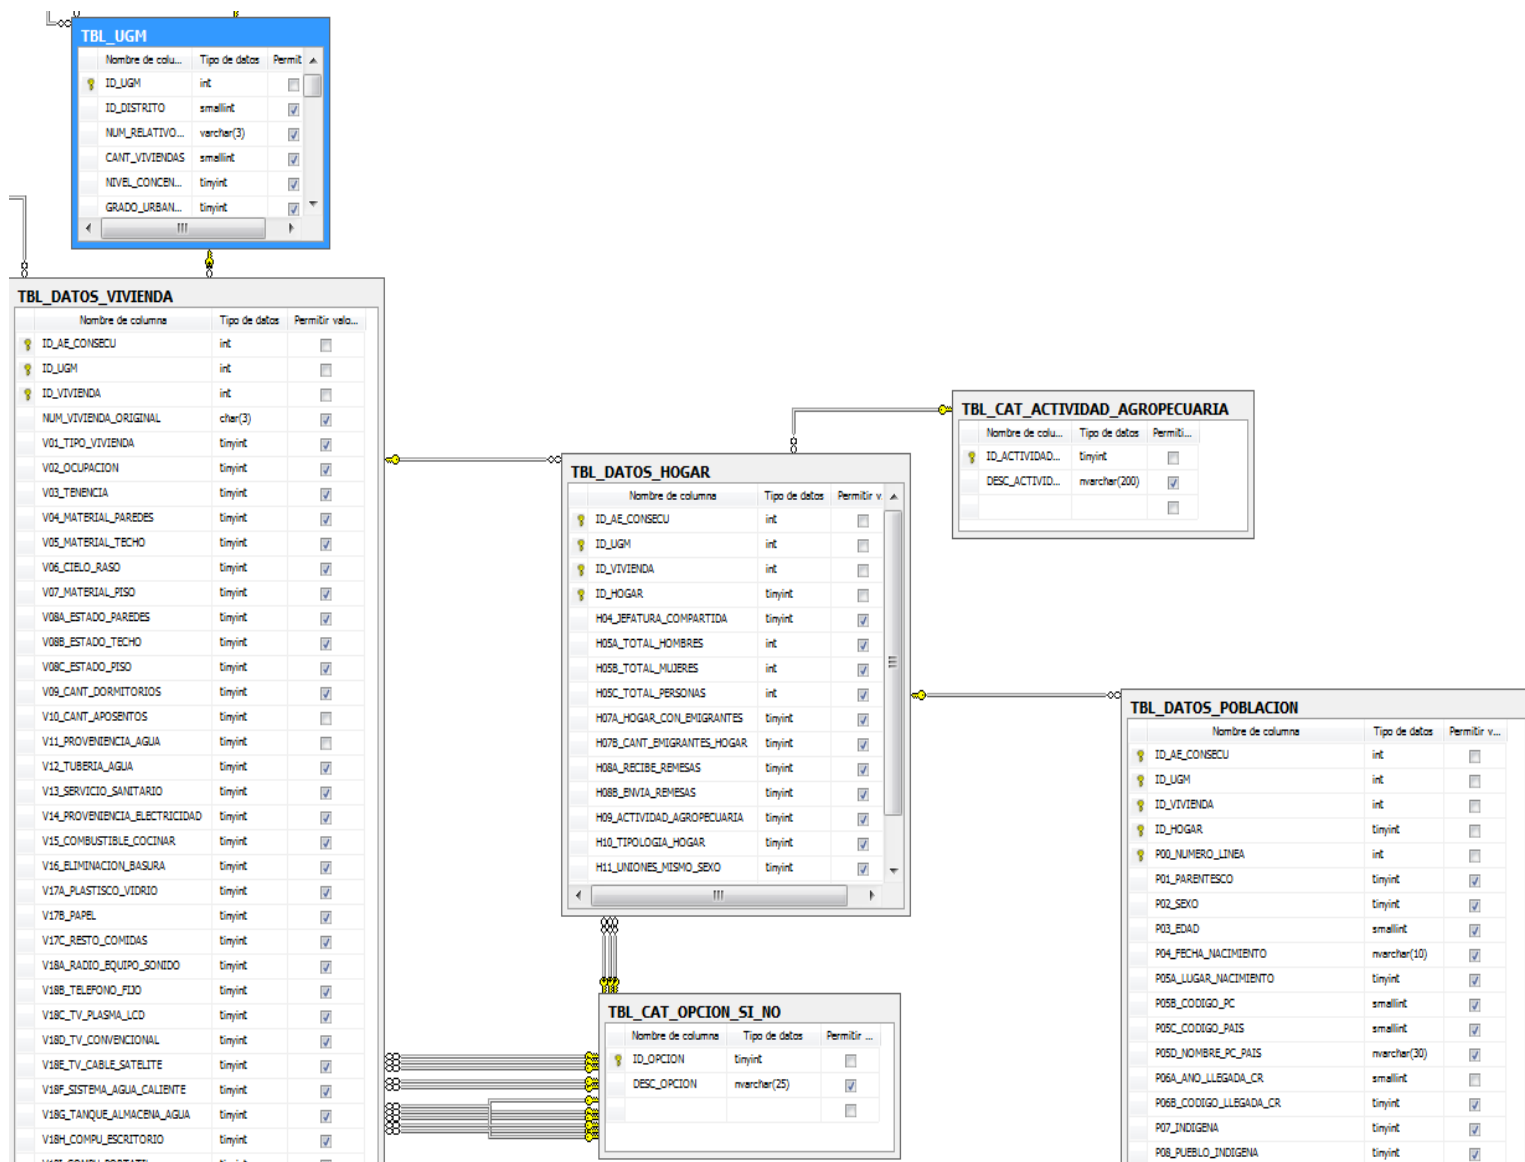 TBL_UGM
Nombre de colu... Tipo de datos Permit
ID_UGM int
ID_DISTRITO smallint
NUM_RELATIVO... varchar(3)
CANT_VIVIENDAS smallint
NIVEL_CONCEN... tinyint
GRADO_URBAN... tinyint
TBL_DATOS_VIVIENDA
Nombre de columna Tipo de datos Permitir valo...
ID_AE_CONSECU int
ID_UGM int
ID_VIVIENDA int
NUM_VIVIENDA_ORIGINAL char(3)
V01_TIPO_VIVIENDA tinyint
V02_OCUPACION tinyint
V03_TENENCIA tinyint
V04_MATERIAL_PAREDES tinyint
V05_MATERIAL_TECHO tinyint
V06_CIELO_RASO tinyint
V07_MATERIAL_PISO tinyint
V08A_ESTADO_PAREDES tinyint
V08B_ESTADO_TECHO tinyint
V08C_ESTADO_PISO tinyint
V09_CANT_DORMITORIOS tinyint
V10_CANT_APOSENTOS tinyint
V11_PROVENIENCIA_AGUA tinyint
V12_TUBERIA_AGUA tinyint
V13_SERVICIO_SANITARIO tinyint
V14_PROVENIENCIA_ELECTRICIDAD tinyint
V15_COMBUSTIBLE_COCINAR tinyint
V16_ELIMINACION_BASURA tinyint
V17A_PLASTISCO_VIDRIO tinyint
V17B_PAPEL tinyint
V17C_RESTO_COMIDAS tinyint
V18A_RADIO_EQUIPO_SONIDO tinyint
V18B_TELEFONO_FIJO tinyint
V18C_TV_PLASMA_LCD tinyint
V18D_TV_CONVENCIONAL tinyint
V18E_TV_CABLE_SATELITE tinyint
V18F_SISTEMA_AGUA_CALIENTE tinyint
V18G_TANQUE_ALMACENA_AGUA tinyint
V18H_COMPU_ESCRITORIO tinyint
TBL_CAT_ACTIVIDAD_AGROPECUARIA
Nombre de colu... Tipo de datos Permiti...
ID_ACTIVIDAD... tinyint
DESC_ACTIVID... nvarchar(200)
TBL_DATOS_HOGAR
Nombre de columna Tipo de datos Permitir v
ID_AE_CONSECU int
ID_UGM int
ID_VIVIENDA int
ID_HOGAR tinyint
H04_JEFATURA_COMPARTIDA tinyint
H05A_TOTAL_HOMBRES int
H05B_TOTAL_MUJERES int
H05C_TOTAL_PERSONAS int
H07A_HOGAR_CON_EMIGRANTES tinyint
H07B_CANT_EMIGRANTES_HOGAR tinyint
H08A_RECIBE_REMESAS tinyint
H08B_ENVIA_REMESAS tinyint
H09_ACTIVIDAD_AGROPECUARIA tinyint
H10_TIPOLOGIA_HOGAR tinyint
H11_UNIONES_MISMO_SEXO tinyint
TBL_DATOS_POBLACION
Nombre de columna Tipo de datos Permitir v...
ID_AE_CONSECU int
ID_UGM int
ID_VIVIENDA int
ID_HOGAR tinyint
P00_NUMERO_LINEA int
P01_PARENTESCO tinyint
P02_SEXO tinyint
P03_EDAD smallint
P04_FECHA_NACIMIENTO nvarchar(10)
P05A_LUGAR_NACIMIENTO tinyint
P05B_CODIGO_PC smallint
P05C_CODIGO_PAIS smallint
P05D_NOMBRE_PC_PAIS nvarchar(30)
P06A_ANO_LLEGADA_CR smallint
P06B_CODIGO_LLEGADA_CR tinyint
P07_INDIGENA tinyint
P08_PUEBLO_INDIGENA tinyint
TBL_CAT_OPCION_SI_NO
Nombre de columna Tipo de datos Permitir ...
ID_OPCION tinyint
DESC_OPCION nvarchar(25)